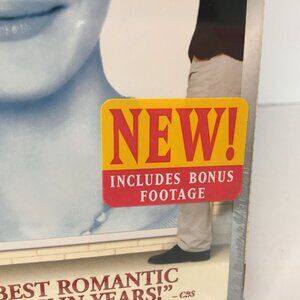 NEW!
INCLUDES BONUS
FOOTAGE
BEST ROMANTIC
IN YEARS!”
– CBS